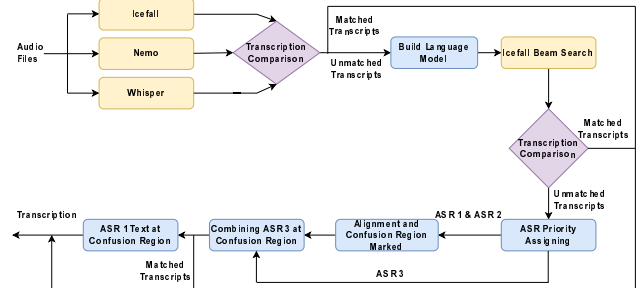 Icefall
Audio
Files
Nemo
Whisper
Transcription
Comparison
Matched
Transcripts
Unmatched
Transcripts
Build Language
Model
Icefall Beam Search
Transcription
Comparison
Matched
Transcripts
Unmatched
Transcripts
Transcription
ASR 1 Text at
Confusion Region
Matched
Transcripts
Combining ASR 3 at
Confusion Region
Alignment and
Confusion Region
Marked
ASR 1 & ASR 2
ASR Priority
Assigning
ASR 3